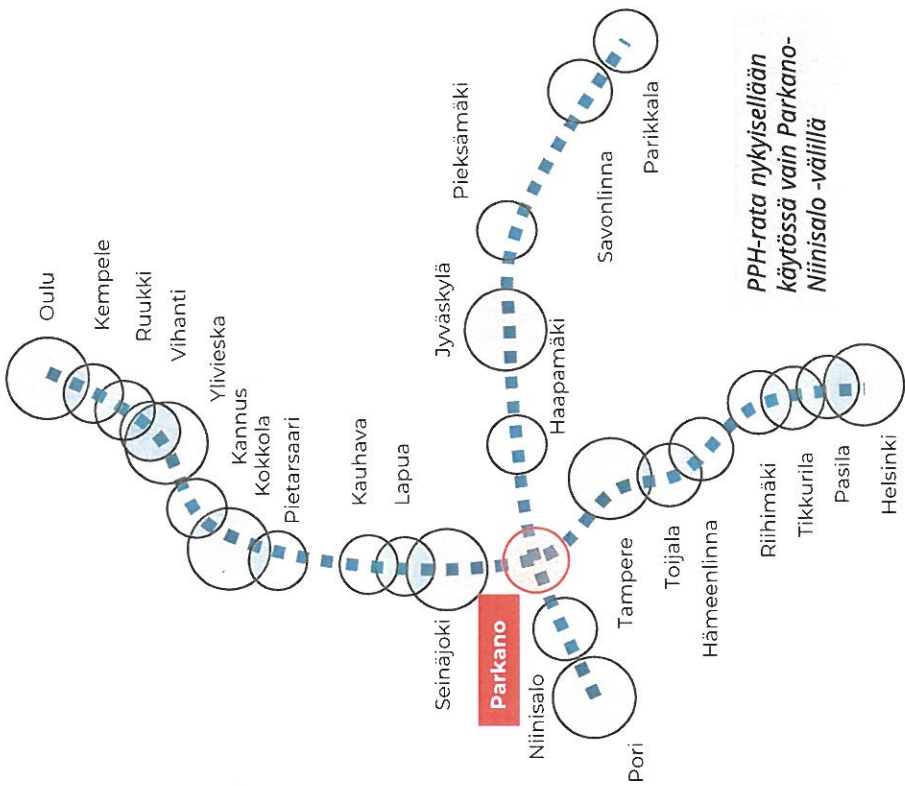 Oulu
Kempele
Ruukki
Vihanti
Ylivieska
Kannus
Kokkola
Pietarsaari
Kauhava
Lapua
Seinäjoki
Parkano
Niinisalo
Pori
Jyväskylä
Pieksämäki
Haapamäki
Savonlinna
Parikkala
Tampere
Toijala
Hämeenlinna
Riihimäki
Tikkurila
Pasila
Helsinki
PPH-rata nykyisellään
käytössä vain Parkano-
Niinisalo -välillä